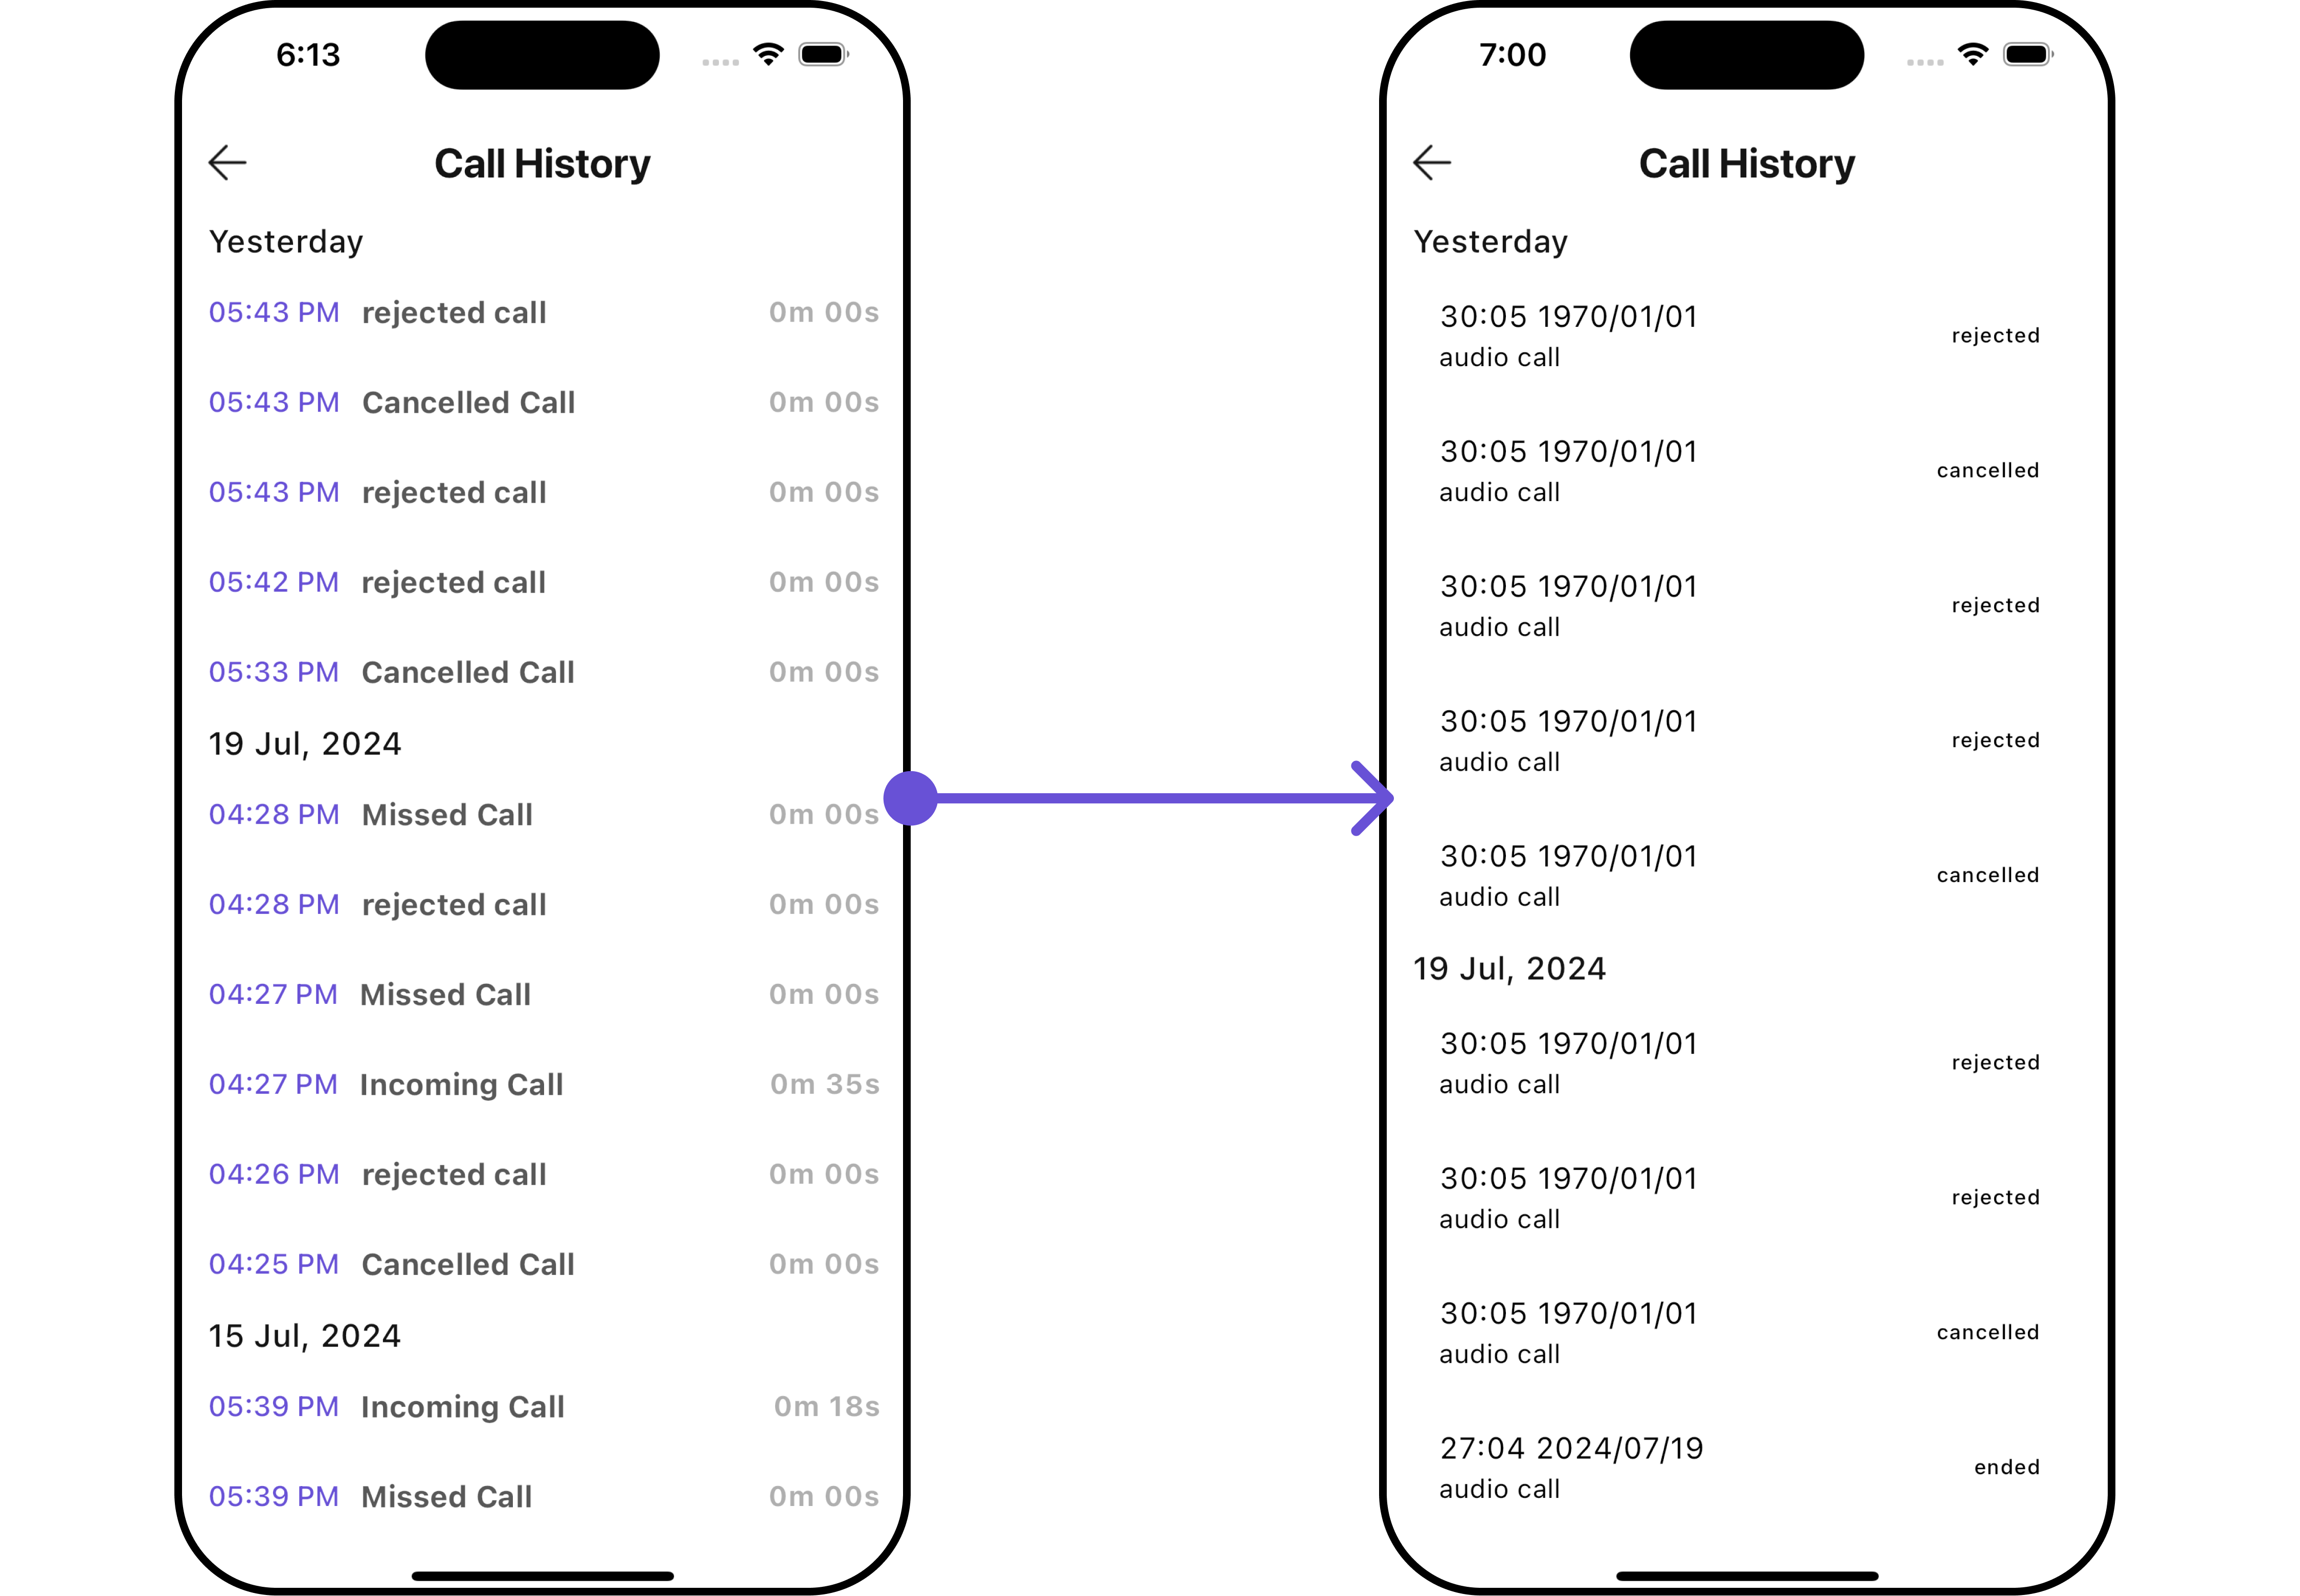 6:13
Call History
Yesterday
05:43 PM rejected call 0m 00s
05:43 PM Cancelled Call 0m 00s
05:43 PM rejected call 0m 00s
05:42 PM rejected call 0m 00s
05:33 PM Cancelled Call 0m 00s
19 Jul, 2024
04:28 PM Missed Call 0m 00s
04:28 PM rejected call 0m 00s
04:27 PM Missed Call 0m 00s
04:27 PM Incoming Call 0m 35s
04:26 PM rejected call 0m 00s
04:25 PM Cancelled Call 0m 00s
15 Jul, 2024
05:39 PM Incoming Call 0m 18s
05:39 PM Missed Call 0m 00s
7:00
Call History
Yesterday
30:05 1970/01/01
rejected
audio call
30:05 1970/01/01
cancelled
audio call
30:05 1970/01/01
rejected
audio call
30:05 1970/01/01
rejected
audio call
30:05 1970/01/01
cancelled
audio call
19 Jul, 2024
30:05 1970/01/01
rejected
audio call
30:05 1970/01/01
rejected
audio call
30:05 1970/01/01
cancelled
audio call
27:04 2024/07/19
ended
audio call